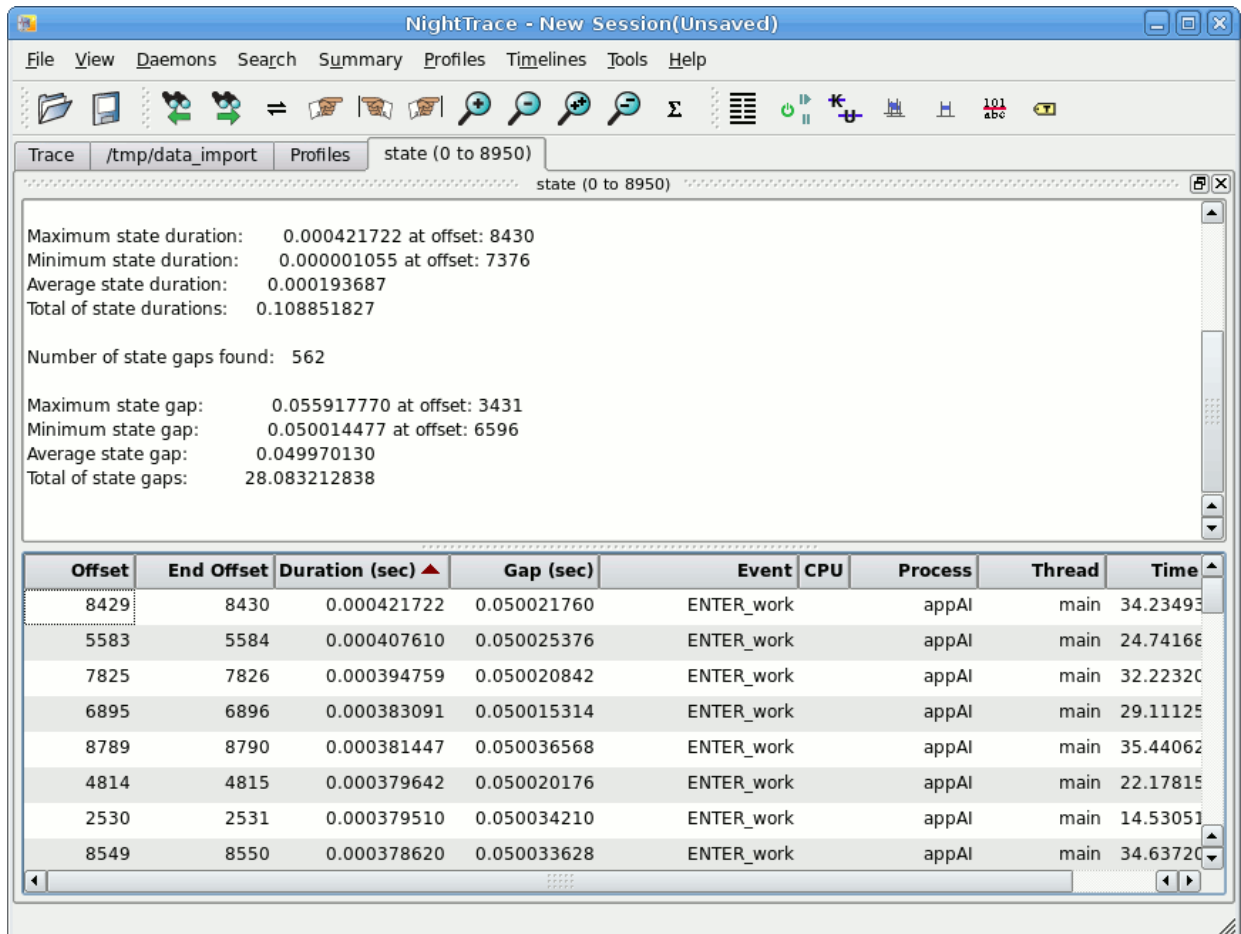 NightTrace - New Session(Unsaved)
File View Daemons Search Summary Profiles Timelines Tools Help
Σ K U 101 abc T
Trace /tmp/data_import Profiles state (0 to 8950)
state (0 to 8950)
Maximum state duration: 0.000421722 at offset: 8430
Minimum state duration: 0.000001055 at offset: 7376
Average state duration: 0.000193687
Total of state durations: 0.108851827
Number of state gaps found: 562
Maximum state gap: 0.055917770 at offset: 3431
Minimum state gap: 0.050014477 at offset: 6596
Average state gap: 0.049970130
Total of state gaps: 28.083212838
Offset End Offset Duration (sec) Gap (sec) Event CPU Process Thread Time
8429 8430 0.000421722 0.050021760 ENTER_work appAI main 34.23493
5583 5584 0.000407610 0.050025376 ENTER_work appAI main 24.74168
7825 7826 0.000394759 0.050020842 ENTER_work appAI main 32.22320
6895 6896 0.000383091 0.050015314 ENTER_work appAI main 29.11125
8789 8790 0.000381447 0.050036568 ENTER_work appAI main 35.44062
4814 4815 0.000379642 0.050020176 ENTER_work appAI main 22.17815
2530 2531 0.000379510 0.050034210 ENTER_work appAI main 14.53051
8549 8550 0.000378620 0.050033628 ENTER_work appAI main 34.63720